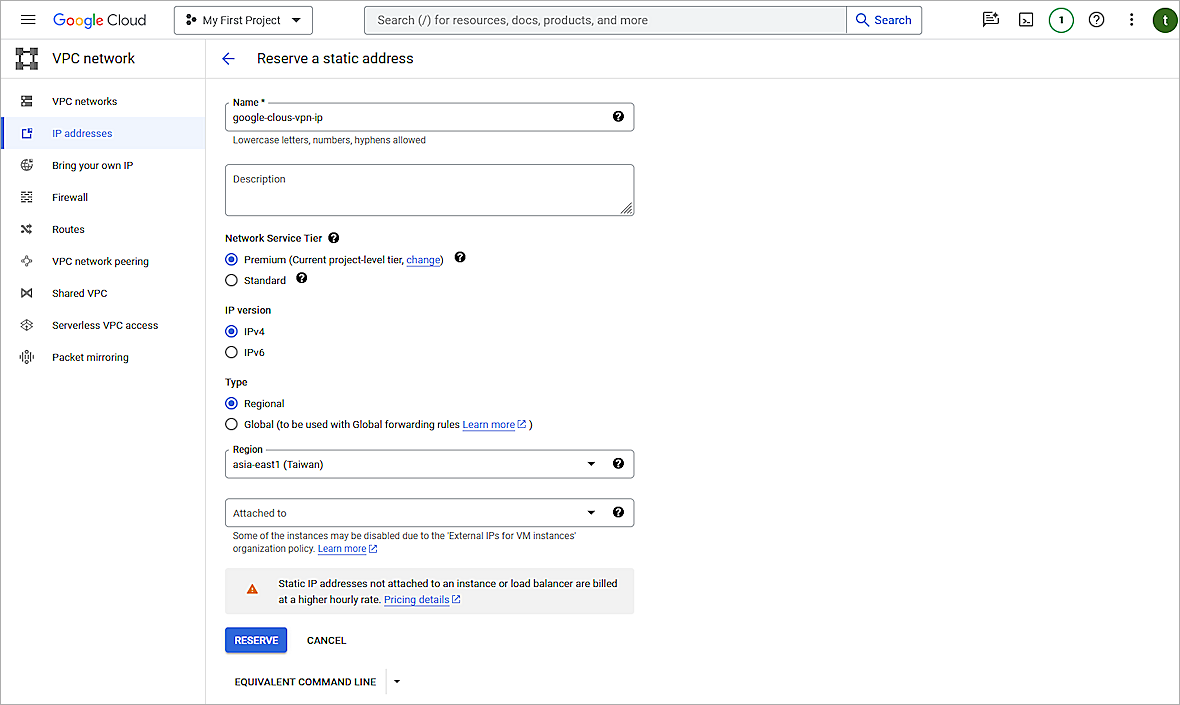 Google Cloud
My First Project
Search (/) for resources, docs, products, and more
Search
1
t
VPC network
Reserve a static address
VPC networks
IP addresses
Bring your own IP
Firewall
Routes
VPC network peering
Shared VPC
Serverless VPC access
Packet mirroring
Name *
google-clous-vpn-ip
Lowercase letters, numbers, hyphens allowed
Description
Network Service Tier
Premium (Current project-level tier, change)
Standard
IP version
IPv4
IPv6
Type
Regional
Global (to be used with Global forwarding rules Learn more )
Region
asia-east1 (Taiwan)
Attached to
Some of the instances may be disabled due to the 'External IPs for VM instances'
organization policy. Learn more
Static IP addresses not attached to an instance or load balancer are billed
at a higher hourly rate. Pricing details
RESERVE
CANCEL
EQUIVALENT COMMAND LINE